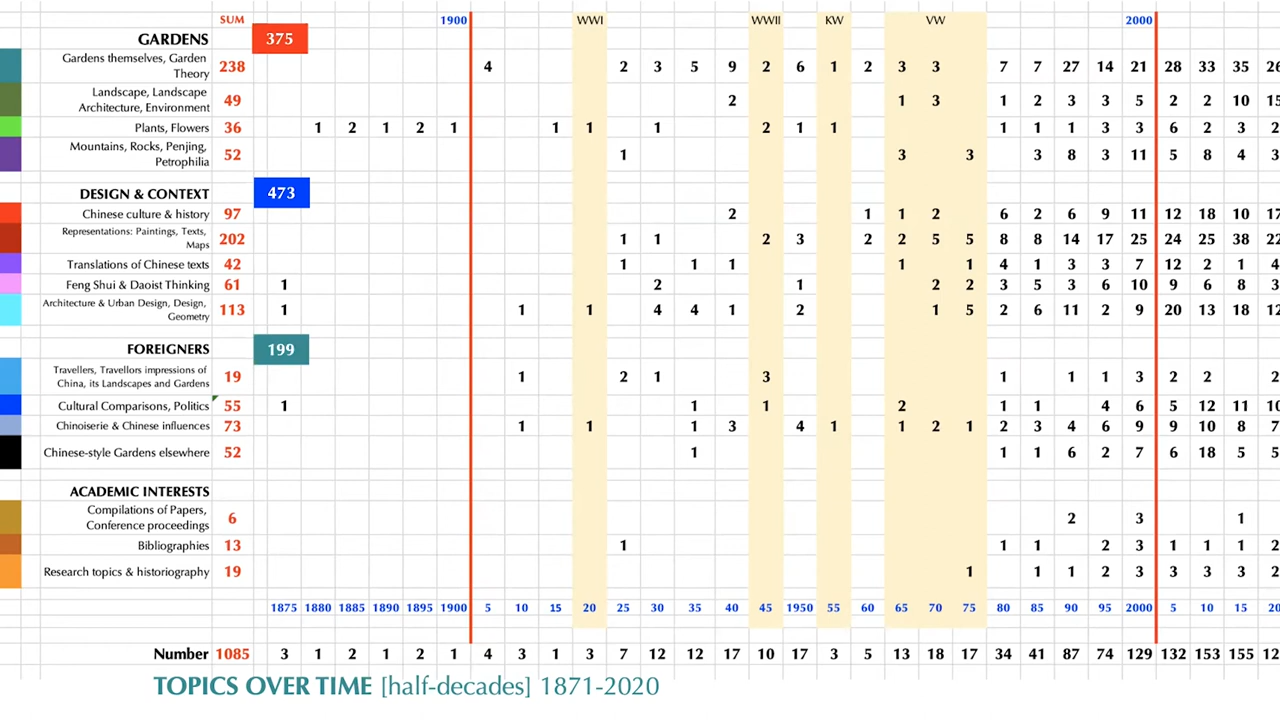 SUM 1900 WWI WWII KW VW 2000
GARDENS 375
Gardens themselves, Garden
Theory 238 4 2 3 5 9 2 6 1 2 3 3 7 7 27 14 21 28 33 35 26
Landscape, Landscape
Architecture, Environment 49 2 1 3 1 2 3 3 5 2 2 10 15
Plants, Flowers 36 1 2 1 2 1 1 1 1 2 1 1 1 1 1 3 3 6 2 3 2
Mountains, Rocks, Penjing,
Petrophilia 52 1 3 3 3 8 3 11 5 8 4 3
DESIGN & CONTEXT 473
Chinese culture & history 97 2 1 1 2 6 2 6 9 11 12 18 10 17
Representations: Paintings, Texts,
Maps 202 1 1 2 3 2 2 5 5 8 8 14 17 25 24 25 38 22
Translations of Chinese texts 42 1 1 1 1 1 4 1 3 3 7 12 2 1 4
Feng Shui & Daoist Thinking 61 1 2 1 2 2 3 5 3 6 10 9 6 8 3
Architecture & Urban Design, Design,
Geometry 113 1 1 1 4 4 1 2 1 5 2 6 11 2 9 20 13 18 12
FOREIGNERS 199
Travellers, Travellors impressions of
China, its Landscapes and Gardens 19 1 2 1 3 1 1 1 3 2 2 2
Cultural Comparisons, Politics 55 1 1 1 2 1 1 4 6 5 12 11 10
Chinoiserie & Chinese influences 73 1 1 1 3 4 1 1 2 1 2 3 4 6 9 9 10 8 7
Chinese-style Gardens elsewhere 52 1 1 1 6 2 7 6 18 5 5
ACADEMIC INTERESTS
Compilations of Papers,
Conference proceedings 6 2 3 1
Bibliographies 13 1 1 1 2 3 1 1 1 2
Research topics & historiography 19 1 1 1 2 3 3 3 3 2
1875 1880 1885 1890 1895 1900 5 10 15 20 25 30 35 40 45 1950 55 60 65 70 75 80 85 90 95 2000 5 10 15 20
Number 1085 3 1 2 1 2 1 4 3 1 3 7 12 12 17 10 17 3 5 13 18 17 34 41 87 74 129 132 153 155 12
TOPICS OVER TIME [half-decades] 1871-2020